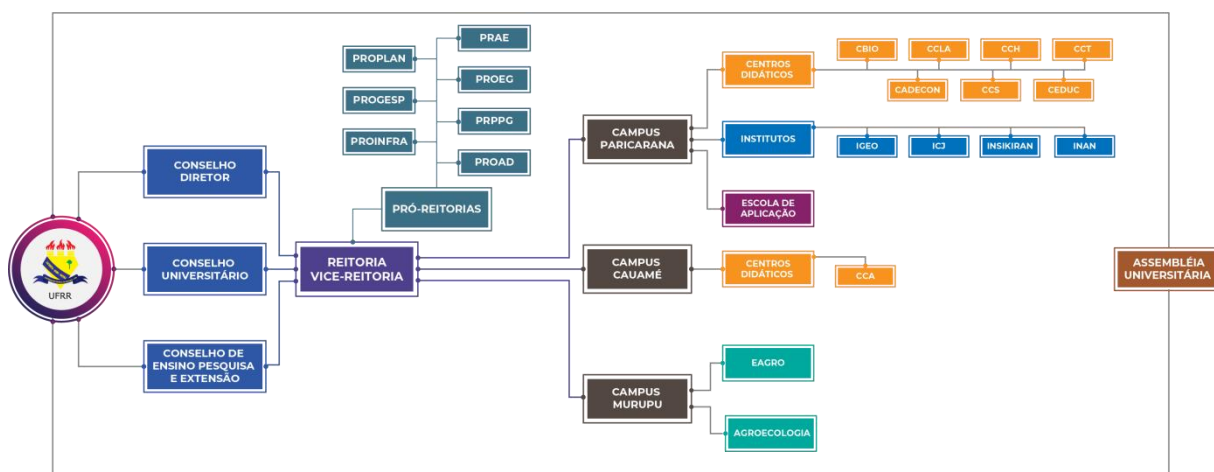 UFRR
CONSELHO
DIRETOR
CONSELHO
UNIVERSITÁRIO
CONSELHO DE
ENSINO PESQUISA
E EXTENSÃO
REITORIA
VICE-REITORIA
PRÓ-REITORIAS
PRAE
PROPLAN
PROEG
PROGESP
PRPPG
PROINFRA
PROAD
CAMPUS
PARICARANA
CENTROS
DIDÁTICOS
CBIO
CCLA
CCH
CCT
CADECON
CCS
CEDUC
INSTITUTOS
IGEO
ICJ
INSIKIRAN
INAN
ESCOLA DE
APLICAÇÃO
CAMPUS
CAUAMÉ
CENTROS
DIDÁTICOS
CCA
CAMPUS
MURUPU
EAGRO
AGROECOLOGIA
ASSEMBLÉIA
UNIVERSITÁRIA